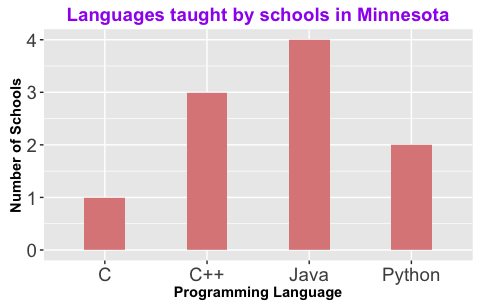 Languages taught by schools in Minnesota
Number of Schools
4
3
2
1
0
C C++ Java Python
Programming Language